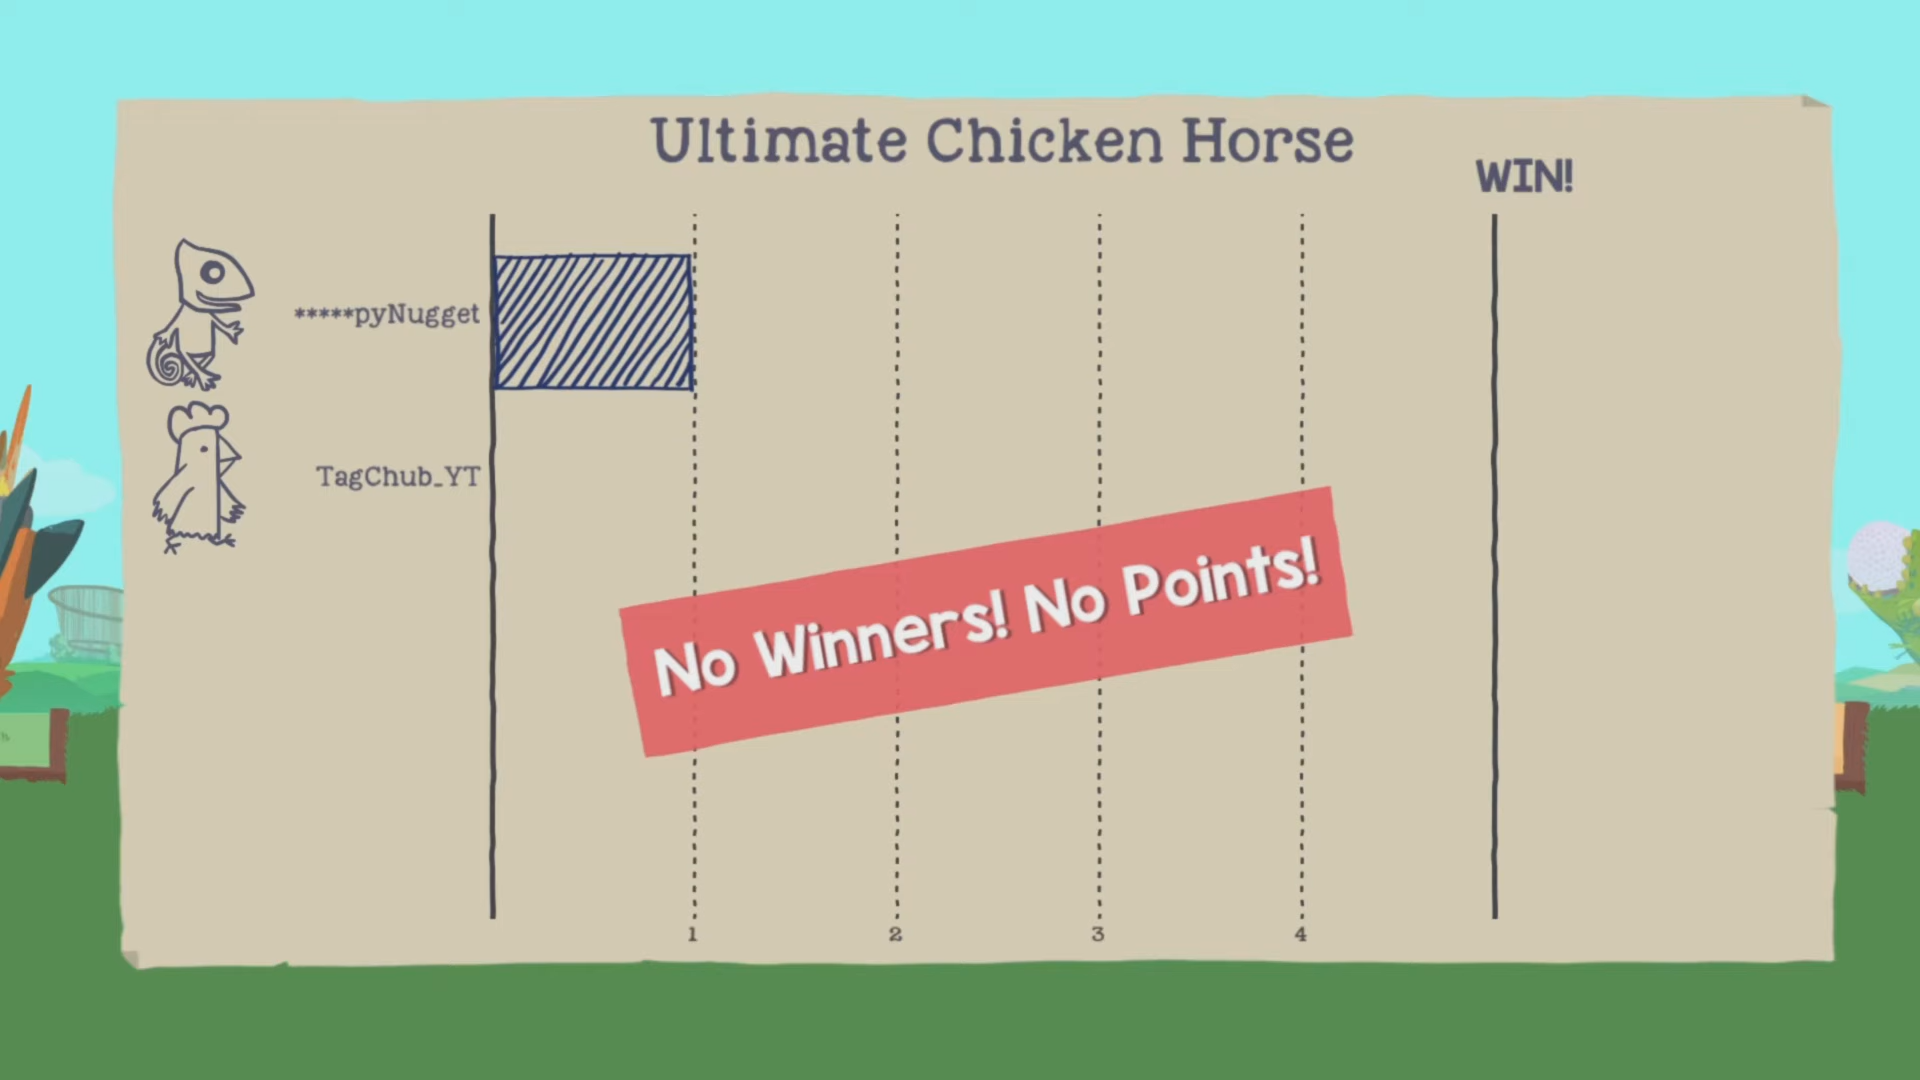 Ultimate Chicken Horse
WIN!
*****pyNugget
TagChub_YT
No Winners! No Points!
1 2 3 4